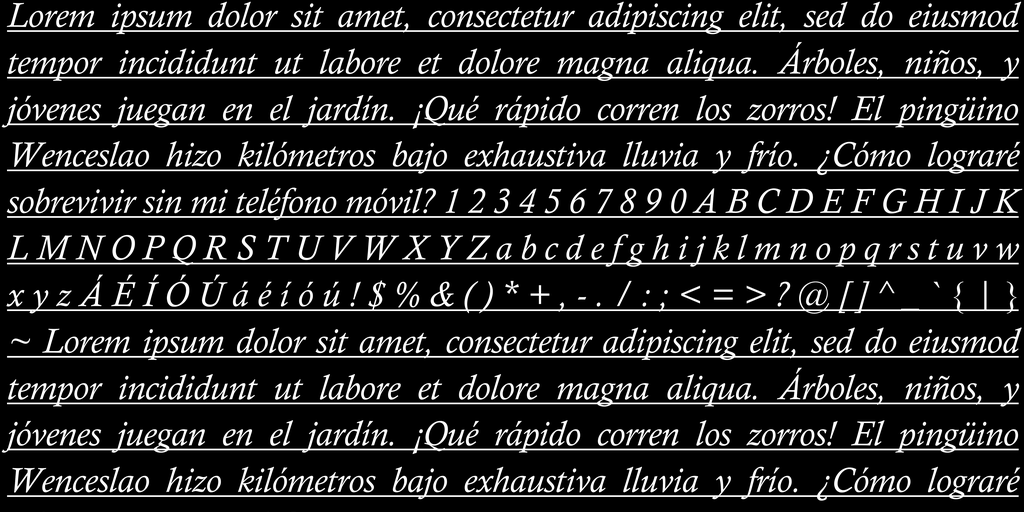 Lorem ipsum dolor sit amet, consectetur adipiscing elit, sed do eiusmod
tempor incididunt ut labore et dolore magna aliqua. Árboles, niños, y
jóvenes juegan en el jardín. ¡Qué rápido corren los zorros! El pingüino
Wenceslao hizo kilómetros bajo exhaustiva lluvia y frío. ¿Cómo lograré
sobrevivir sin mi teléfono móvil? 1 2 3 4 5 6 7 8 9 0 A B C D E F G H I J K
L M N O P Q R S T U V W X Y Z a b c d e f g h i j k l m n o p q r s t u v w
x y z Á É Í Ó Ú á é í ó ú ! $ % & ( ) * + , - . / : ; < = > ? @ [ ] ^ _ ` { | }
~ Lorem ipsum dolor sit amet, consectetur adipiscing elit, sed do eiusmod
tempor incididunt ut labore et dolore magna aliqua. Árboles, niños, y
jóvenes juegan en el jardín. ¡Qué rápido corren los zorros! El pingüino
Wenceslao hizo kilómetros bajo exhaustiva lluvia y frío. ¿Cómo lograré